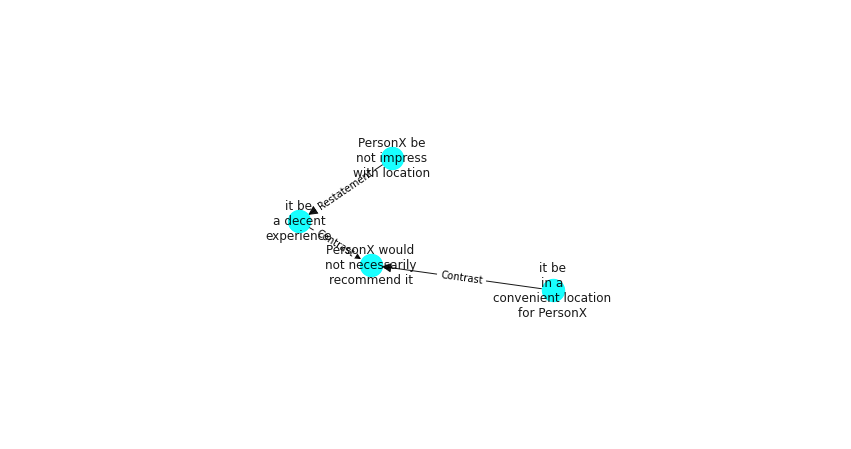 PersonX be
not impress
with location
Restatement
it be
a decent
experience
Contrast
PersonX would
not necessarily
recommend it
Contrast
it be
in a
convenient location
for PersonX